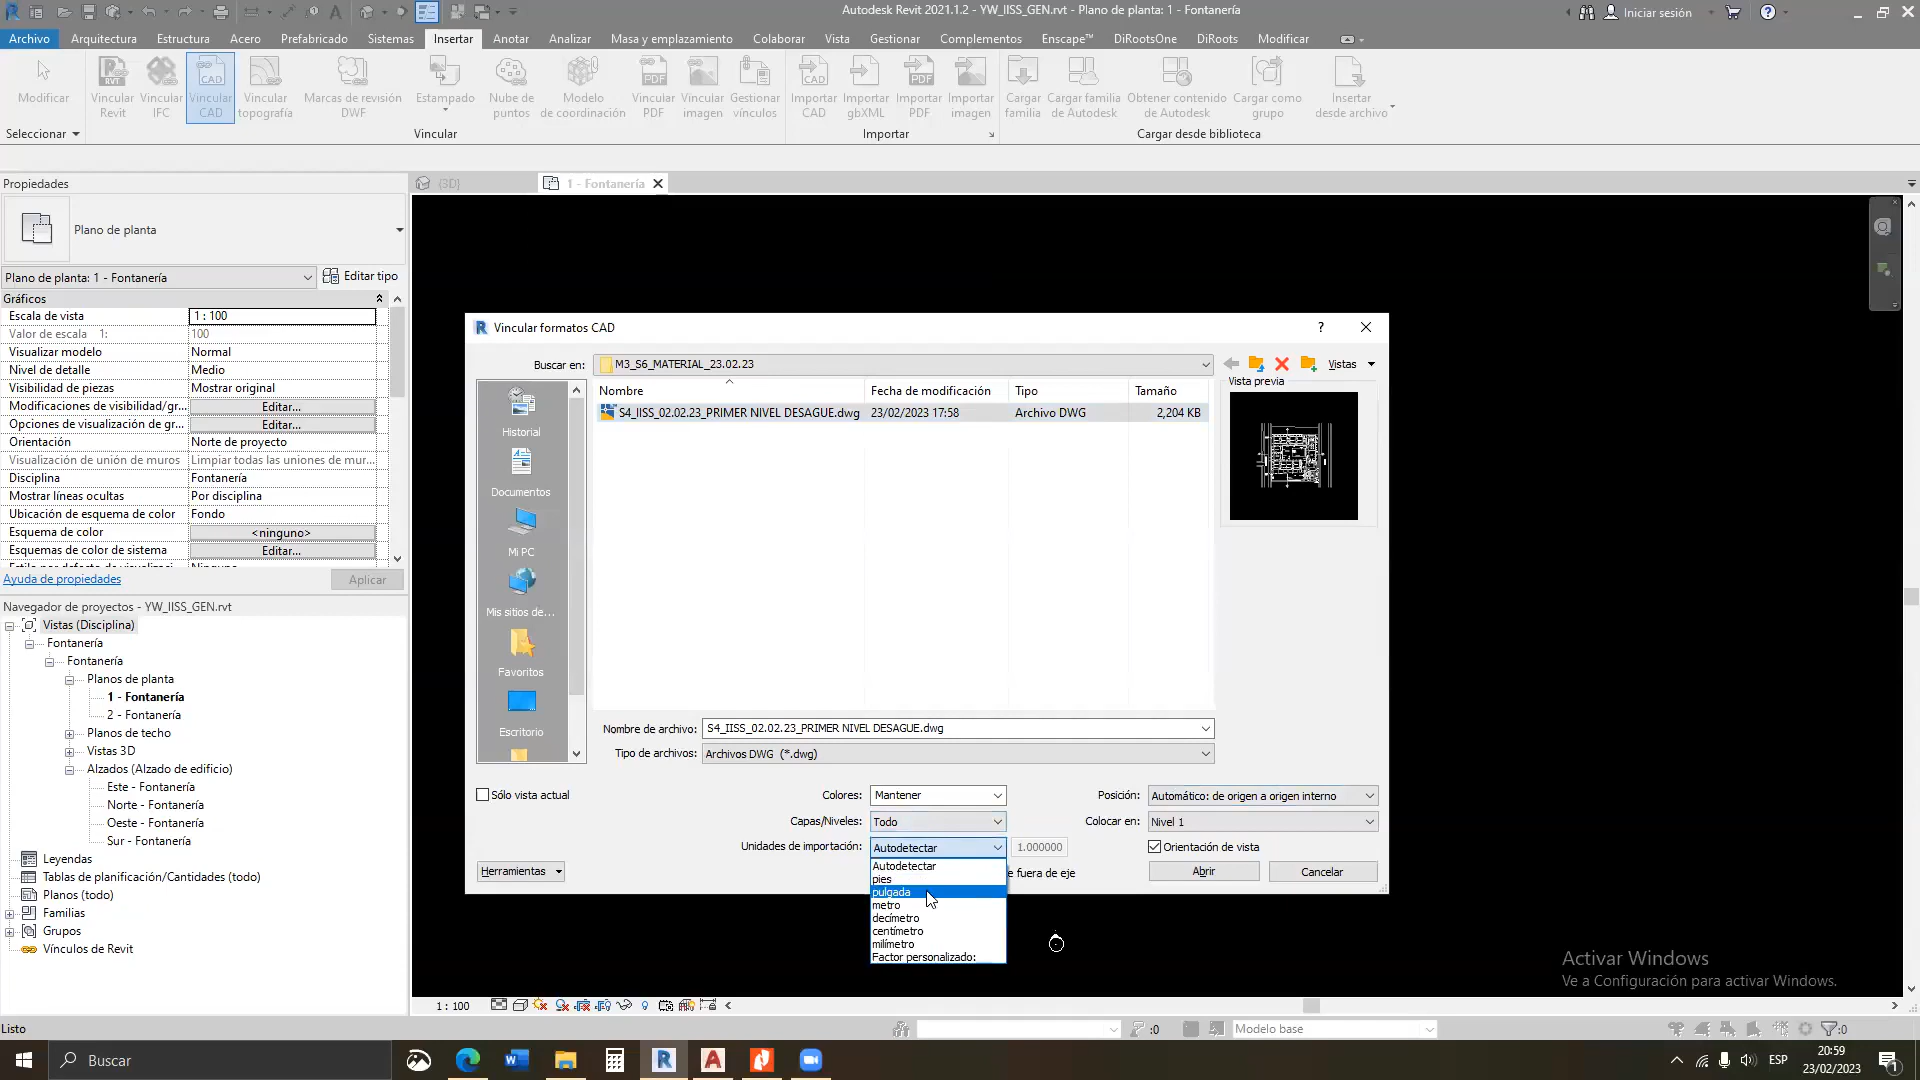 Autodesk Revit 2021.1.2 - YW_IISS_GEN.rvt - Plano de planta: 1 - Fontanería
Iniciar sesión
Archivo Arquitectura Estructura Acero Prefabricado Sistemas Insertar Anotar Analizar Masa y emplazamiento Colaborar Vista Gestionar Complementos Enscape™ DiRootsOne DiRoots Modificar
Modificar
Vincular Revit
Vincular IFC
Vincular CAD
Vincular topografía
Marcas de revisión DWF
Estampado
Nube de puntos
Modelo de coordinación
Vincular PDF
Vincular imagen
Gestionar vínculos
Importar CAD
Importar gbXML
Importar PDF
Importar imagen
Cargar familia
Cargar familia de Autodesk
Obtener contenido de Autodesk
Cargar como grupo
Insertar desde archivo
Seleccionar Vincular Importar Cargar desde biblioteca
Propiedades
{3D} 1 - Fontanería
Plano de planta
Plano de planta: 1 - Fontanería Editar tipo
Gráficos
Escala de vista 1 : 100
Valor de escala 1: 100
Visualizar modelo Normal
Nivel de detalle Medio
Visibilidad de piezas Mostrar original
Modificaciones de visibilidad/gr... Editar...
Opciones de visualización de gr... Editar...
Orientación Norte de proyecto
Visualización de unión de muros Limpiar todas las uniones de mur...
Disciplina Fontanería
Mostrar líneas ocultas Por disciplina
Ubicación de esquema de color Fondo
Esquema de color <ninguno>
Esquemas de color de sistema Editar...
Ayuda de propiedades Aplicar
Navegador de proyectos - YW_IISS_GEN.rvt
Vistas (Disciplina)
Fontanería
Fontanería
Planos de planta
1 - Fontanería
2 - Fontanería
Planos de techo
Vistas 3D
Alzados (Alzado de edificio)
Este - Fontanería
Norte - Fontanería
Oeste - Fontanería
Sur - Fontanería
Leyendas
Tablas de planificación/Cantidades (todo)
Planos (todo)
Familias
Grupos
Vínculos de Revit
Vincular formatos CAD
Buscar en: M3_S6_MATERIAL_23.02.23 Vistas
Vista previa
Nombre Fecha de modificación Tipo Tamaño
S4_IISS_02.02.23_PRIMER NIVEL DESAGUE.dwg 23/02/2023 17:58 Archivo DWG 2,204 KB
Historial
Documentos
Mi PC
Mis sitios de...
Favoritos
Escritorio
Nombre de archivo: S4_IISS_02.02.23_PRIMER NIVEL DESAGUE.dwg
Tipo de archivos: Archivos DWG (*.dwg)
Sólo vista actual Colores: Mantener Posición: Automático: de origen a origen interno
Capas/Niveles: Todo Colocar en: Nivel 1
Unidades de importación: Autodetectar 1.000000 Orientación de vista
Herramientas e fuera de eje Abrir Cancelar
Autodetectar
pies
pulgada
metro
decímetro
centímetro
milímetro
Factor personalizado:
Activar Windows
Ve a Configuración para activar Windows.
1 : 100
Listo :0 Modelo base :0
Buscar ESP 20:59
23/02/2023 1